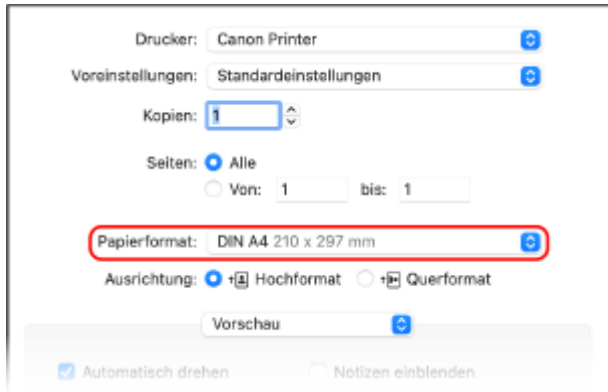 Drucker: Canon Printer
Voreinstellungen: Standardeinstellungen
Kopien: 1
Seiten: Alle
Von: 1 bis: 1
Papierformat: DIN A4 210 x 297 mm
Ausrichtung: Hochformat Querformat
Vorschau
Automatisch drehen Notizen einblenden